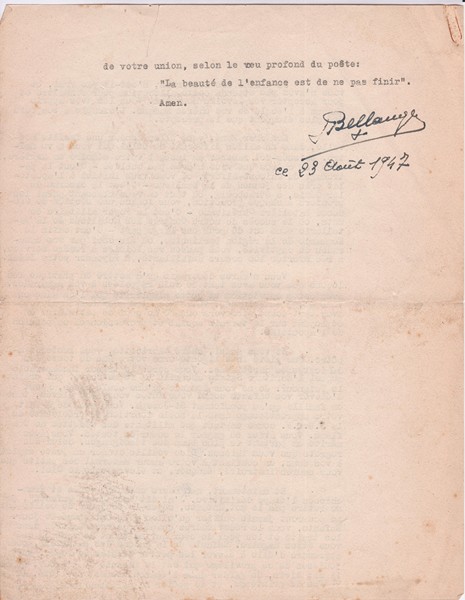 de votre union, selon le vœu profond du poëte:
"La beauté de l'enfance est de ne pas finir".
Amen.
Bellanger
ce 23 Août 1947